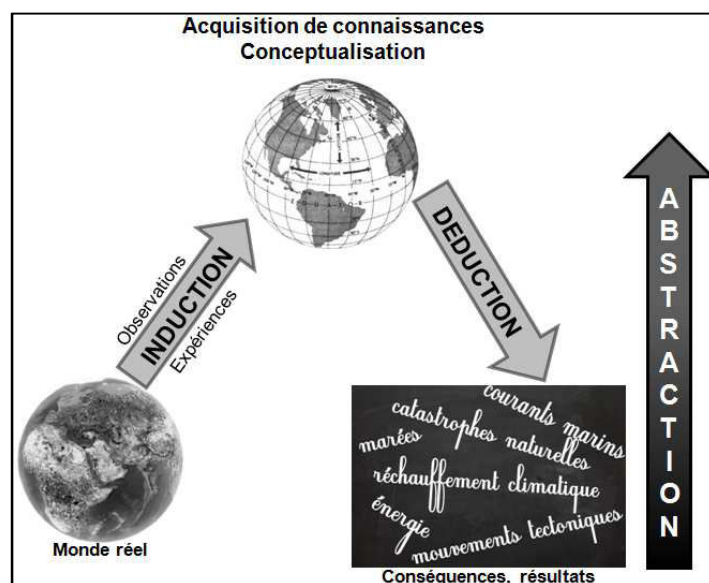 Acquisition de connaissances
Conceptualisation
Observations
INDUCTION
Expériences
DEDUCTION
ABSTRACTION
Monde réel
courants marins
catastrophes naturelles
marées
réchauffement climatique
énergie
mouvements tectoniques
Conséquences, résultats